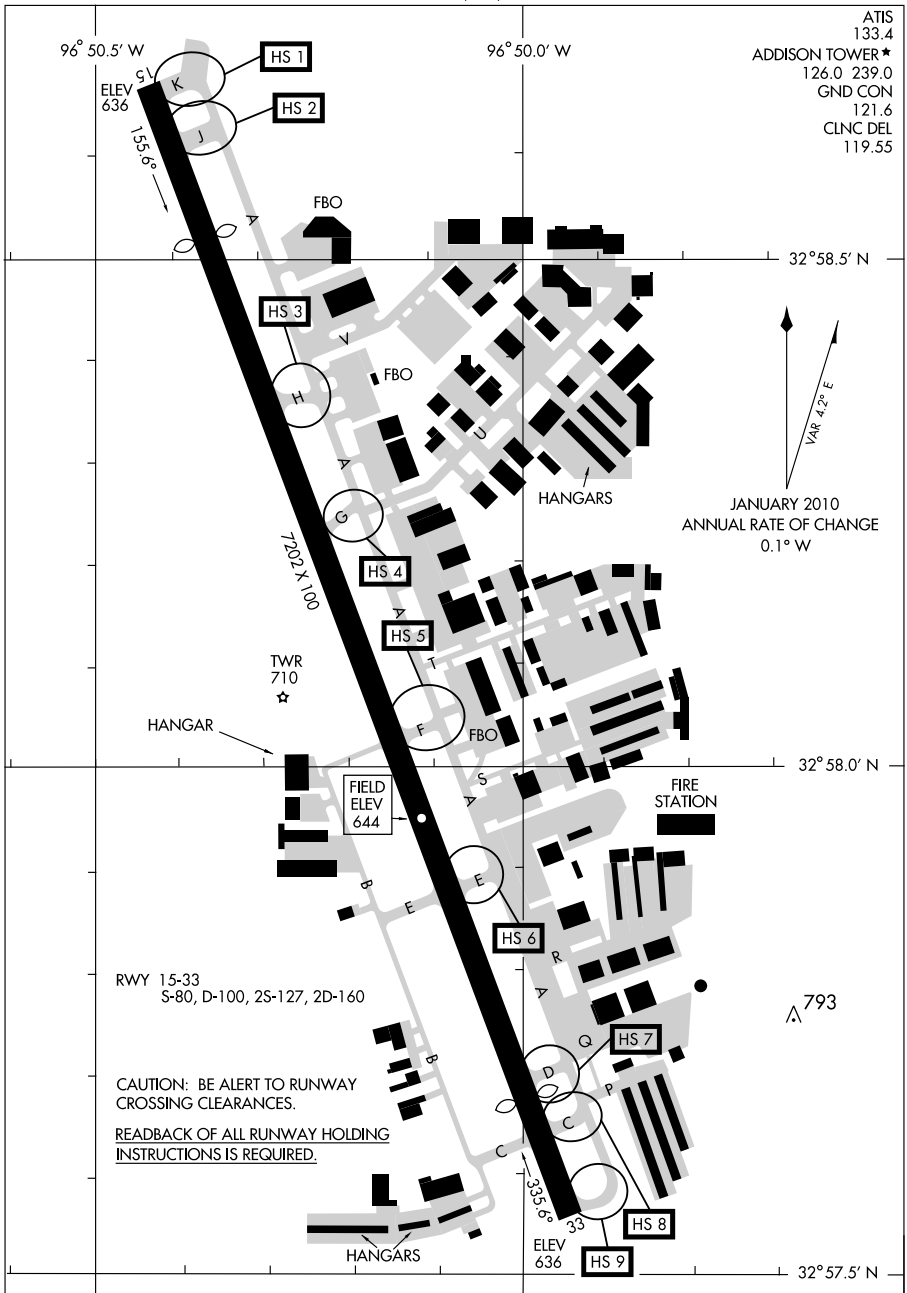 ATIS
133.4
ADDISON TOWER★
126.0 239.0
GND CON
121.6
CLNC DEL
119.55
96° 50.5' W
96° 50.0' W
HS 1
15
K
ELEV
636
HS 2
J
155.6°
A
FBO
32° 58.5' N
HS 3
V
VAR 4.2° E
FBO
H
U
A
HANGARS
JANUARY 2010
ANNUAL RATE OF CHANGE
0.1° W
G
7202 X 100
HS 4
A
HS 5
T
TWR
710
F
FBO
HANGAR
S
32° 58.0' N
FIELD
ELEV
644
A
FIRE
STATION
E
B
E
HS 6
R
RWY 15-33
S-80, D-100, 2S-127, 2D-160
A
793
Q
HS 7
B
D
P
CAUTION: BE ALERT TO RUNWAY
CROSSING CLEARANCES.
C
READBACK OF ALL RUNWAY HOLDING
INSTRUCTIONS IS REQUIRED.
C
335.6°
33
HS 8
HANGARS
ELEV
636
HS 9
32° 57.5' N